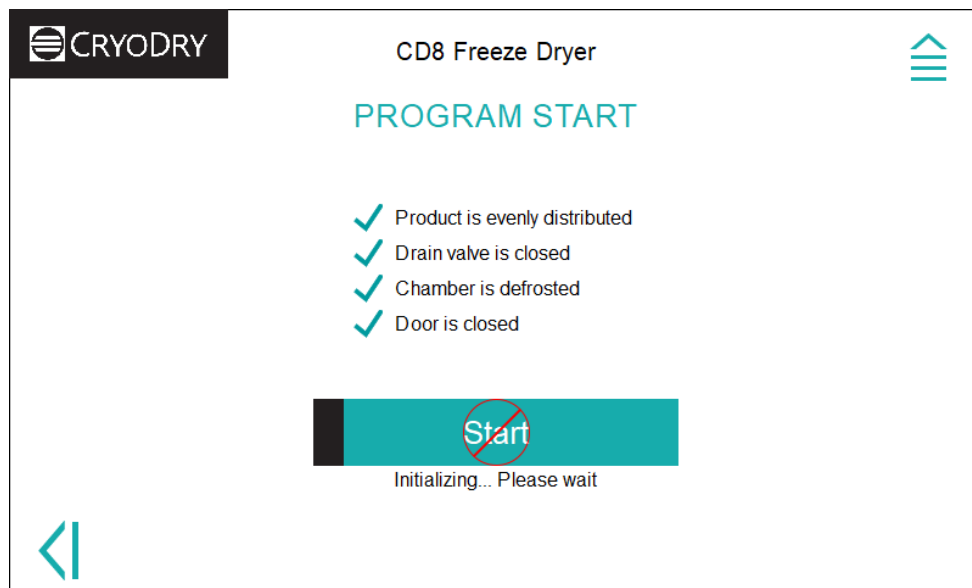 CRYODRY
CD8 Freeze Dryer
PROGRAM START
Product is evenly distributed
Drain valve is closed
Chamber is defrosted
Door is closed
Start
Initializing... Please wait